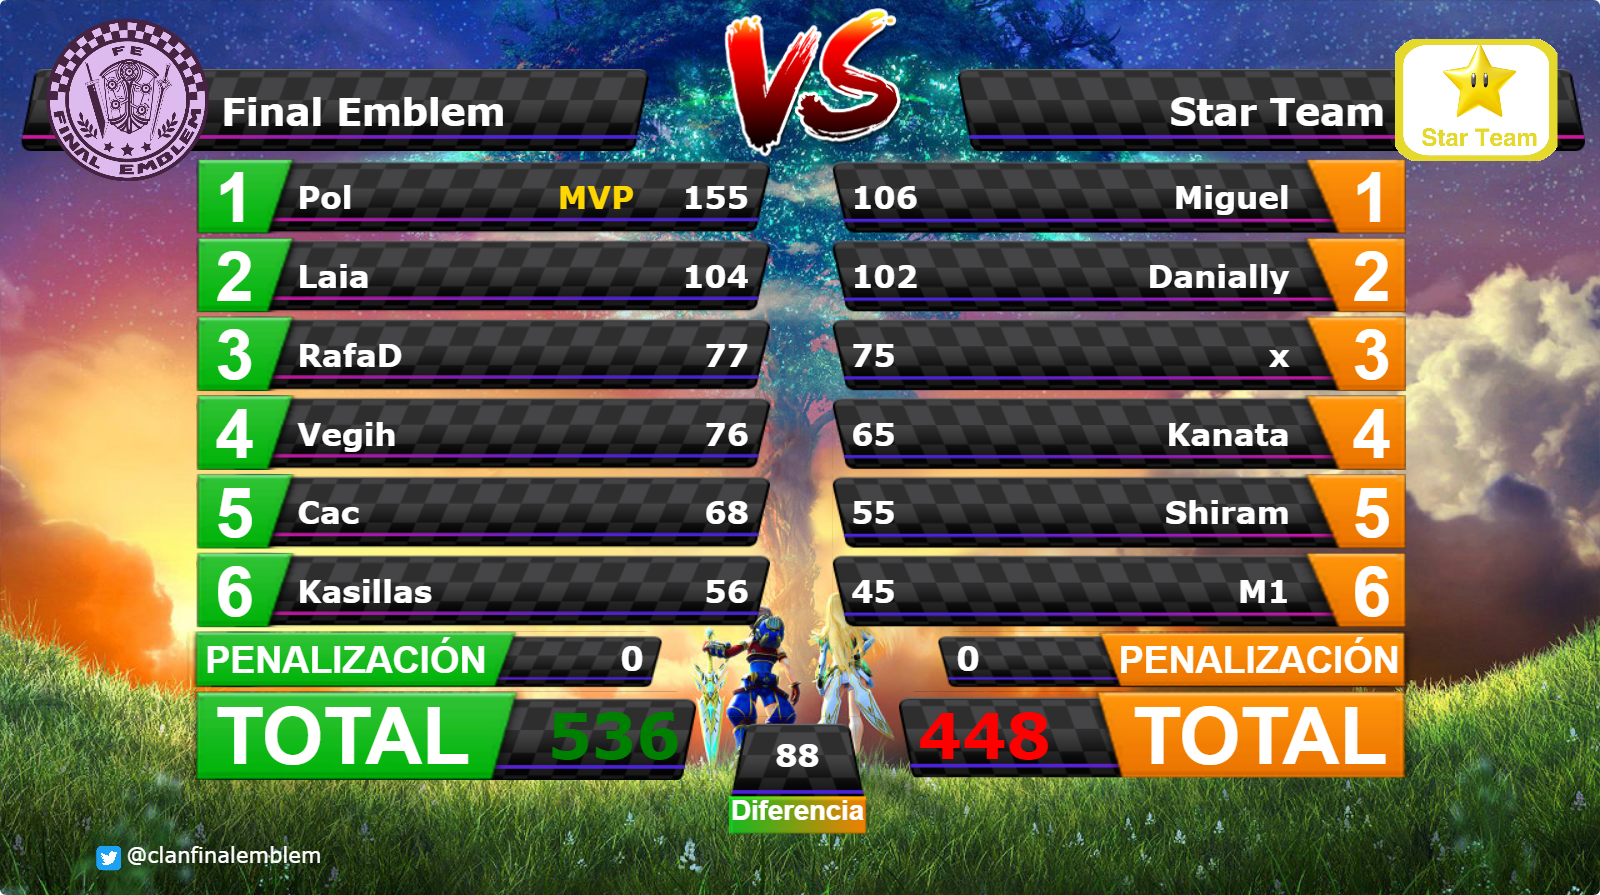 FE
FINAL EMBLEM
Final Emblem
VS
Star Team
Star Team
1 Pol MVP 155
106 Miguel 1
2 Laia 104
102 Danially 2
3 RafaD 77
75 x 3
4 Vegih 76
65 Kanata 4
5 Cac 68
55 Shiram 5
6 Kasillas 56
45 M1 6
PENALIZACIÓN 0
0 PENALIZACIÓN
TOTAL 536
448 TOTAL
88
Diferencia
@clanfinalemblem